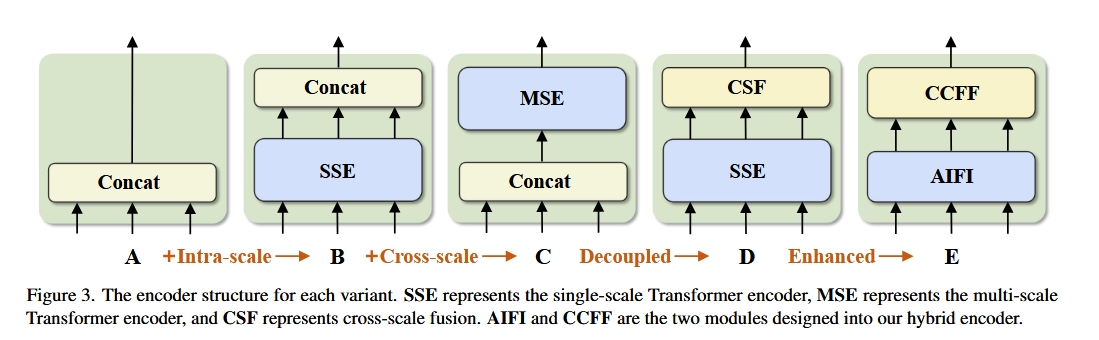 Concat
SSE
Concat
MSE
Concat
CSF
SSE
CCFF
AIFI
A +Intra-scale B +Cross-scale C Decoupled D Enhanced E
Figure 3. The encoder structure for each variant. SSE represents the single-scale Transformer encoder, MSE represents the multi-scale
Transformer encoder, and CSF represents cross-scale fusion. AIFI and CCFF are the two modules designed into our hybrid encoder.